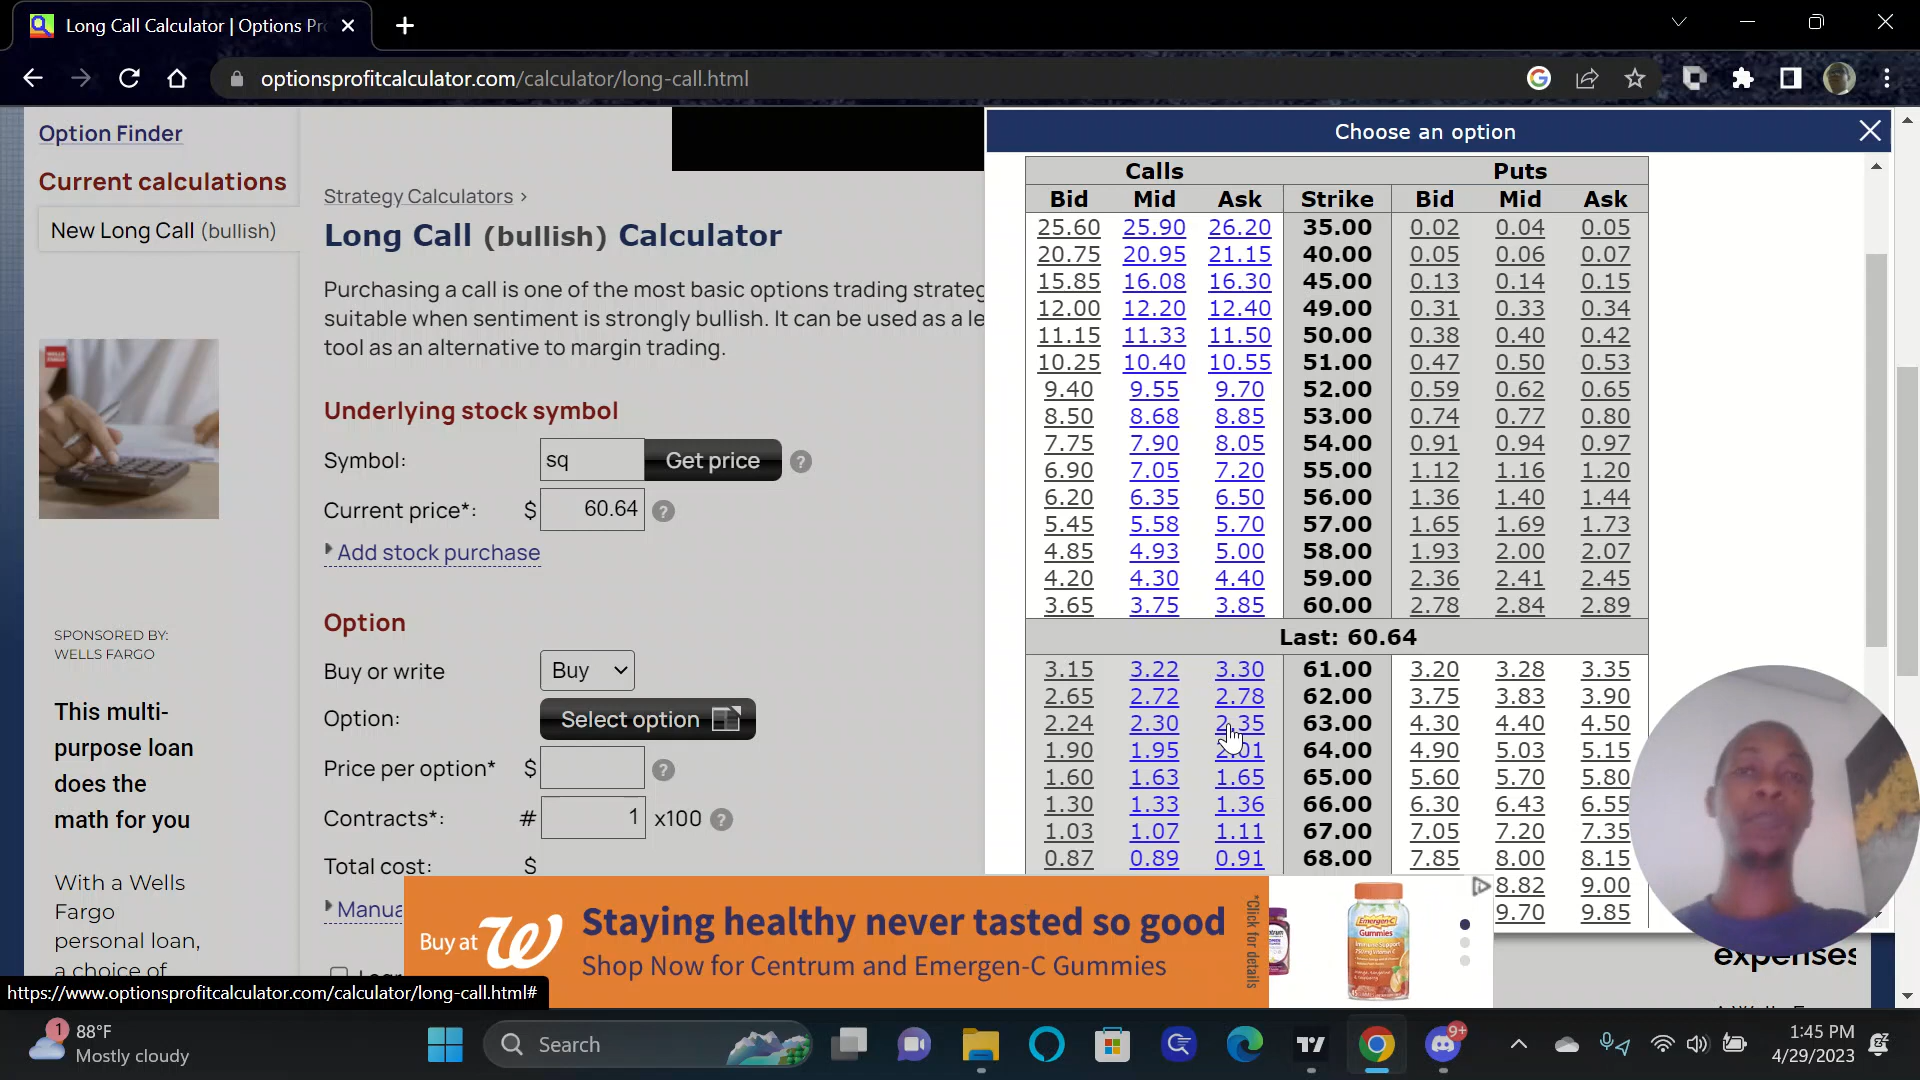 Long Call Calculator | Options Pr
optionsprofitcalculator.com/calculator/long-call.html
Option Finder
Current calculations
New Long Call (bullish)
SPONSORED BY:
WELLS FARGO
This multi-
purpose loan
does the
math for you
With a Wells
Fargo
personal loan,
a choice of
Strategy Calculators ›
Long Call (bullish) Calculator
Purchasing a call is one of the most basic options trading strateg
suitable when sentiment is strongly bullish. It can be used as a le
tool as an alternative to margin trading.
Underlying stock symbol
Symbol: sq Get price ?
Current price*: $ 60.64 ?
Add stock purchase
Option
Buy or write Buy
Option: Select option
Price per option* $ ?
Contracts*: # 1 x100 ?
Total cost: $
Manua
Choose an option
Calls Puts
Bid Mid Ask Strike Bid Mid Ask
25.60 25.90 26.20 35.00 0.02 0.04 0.05
20.75 20.95 21.15 40.00 0.05 0.06 0.07
15.85 16.08 16.30 45.00 0.13 0.14 0.15
12.00 12.20 12.40 49.00 0.31 0.33 0.34
11.15 11.33 11.50 50.00 0.38 0.40 0.42
10.25 10.40 10.55 51.00 0.47 0.50 0.53
9.40 9.55 9.70 52.00 0.59 0.62 0.65
8.50 8.68 8.85 53.00 0.74 0.77 0.80
7.75 7.90 8.05 54.00 0.91 0.94 0.97
6.90 7.05 7.20 55.00 1.12 1.16 1.20
6.20 6.35 6.50 56.00 1.36 1.40 1.44
5.45 5.58 5.70 57.00 1.65 1.69 1.73
4.85 4.93 5.00 58.00 1.93 2.00 2.07
4.20 4.30 4.40 59.00 2.36 2.41 2.45
3.65 3.75 3.85 60.00 2.78 2.84 2.89
Last: 60.64
3.15 3.22 3.30 61.00 3.20 3.28 3.35
2.65 2.72 2.78 62.00 3.75 3.83 3.90
2.24 2.30 2.35 63.00 4.30 4.40 4.50
1.90 1.95 2.01 64.00 4.90 5.03 5.15
1.60 1.63 1.65 65.00 5.60 5.70 5.80
1.30 1.33 1.36 66.00 6.30 6.43 6.55
1.03 1.07 1.11 67.00 7.05 7.20 7.35
0.87 0.89 0.91 68.00 7.85 8.00 8.15
8.82 9.00
9.70 9.85
expenses
Buy at W
Staying healthy never tasted so good
Shop Now for Centrum and Emergen-C Gummies
*Click for details
Emergen-C
Gummies
https://www.optionsprofitcalculator.com/calculator/long-call.html#
1
88°F
Mostly cloudy
Search
9+
1:45 PM
4/29/2023